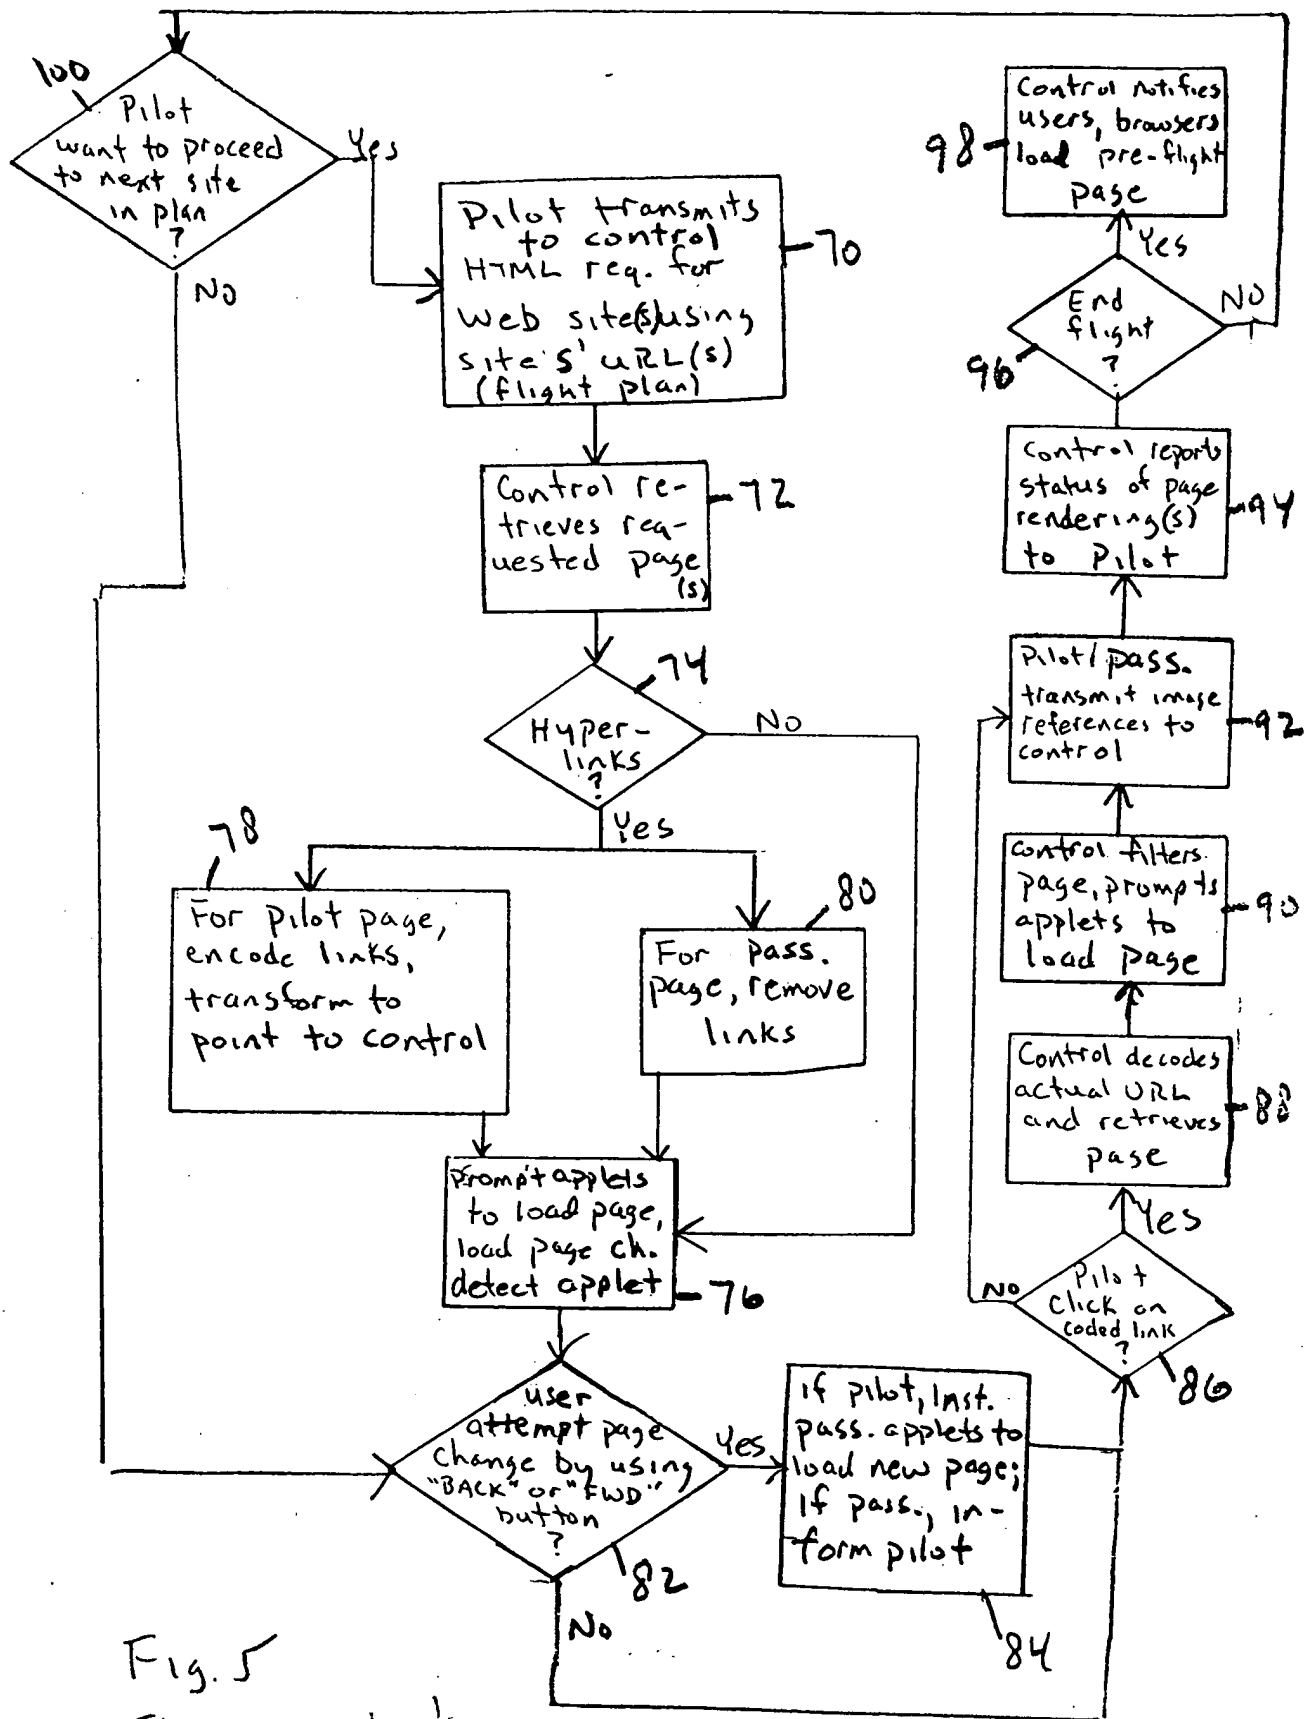 100
Pilot
want to proceed
to next site
in plan
?
Yes
NO
Pilot transmits
to control
HTML req. for
Web site(s) using
site's' URL(s)
(flight plan)
70
Control re-
trieves req-
uested page
(s)
72
74
Hyper-
links
?
NO
Yes
78
For pilot page,
encode links,
transform to
point to control
80
For pass.
page, remove
links
Prompt applets
to load page,
load page ch.
detect applet
76
user
attempt page
change by using
"BACK" or "FWD"
button
?
82
Yes
No
if pilot, inst.
pass. applets to
load new page;
if pass., in-
form pilot
84
Pilot
Click on
coded link
?
86
NO
Yes
Control decodes
actual URL
and retrieves
page
88
control filters
page, prompts
applets to
load page
90
Pilot/pass.
transmit image
references to
control
92
Control reports
status of page
rendering(s)
to Pilot
94
End
flight
?
96
NO
Yes
Control notifies
users, browsers
load pre-flight
page
98
Fig. 5